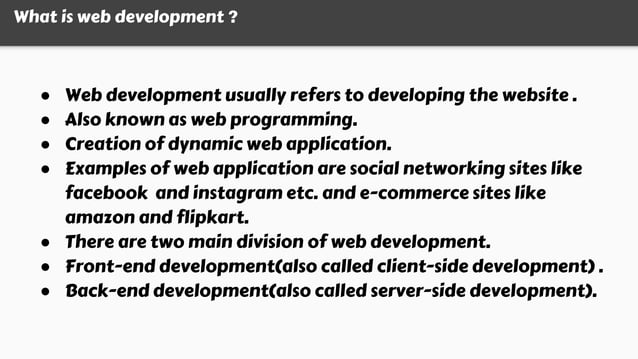 What is web development ?
● Web development usually refers to developing the website .
● Also known as web programming.
● Creation of dynamic web application.
● Examples of web application are social networking sites like
facebook  and instagram etc. and e-commerce sites like
amazon and flipkart.
● There are two main division of web development.
● Front-end development(also called client-side development) .
● Back-end development(also called server-side development).